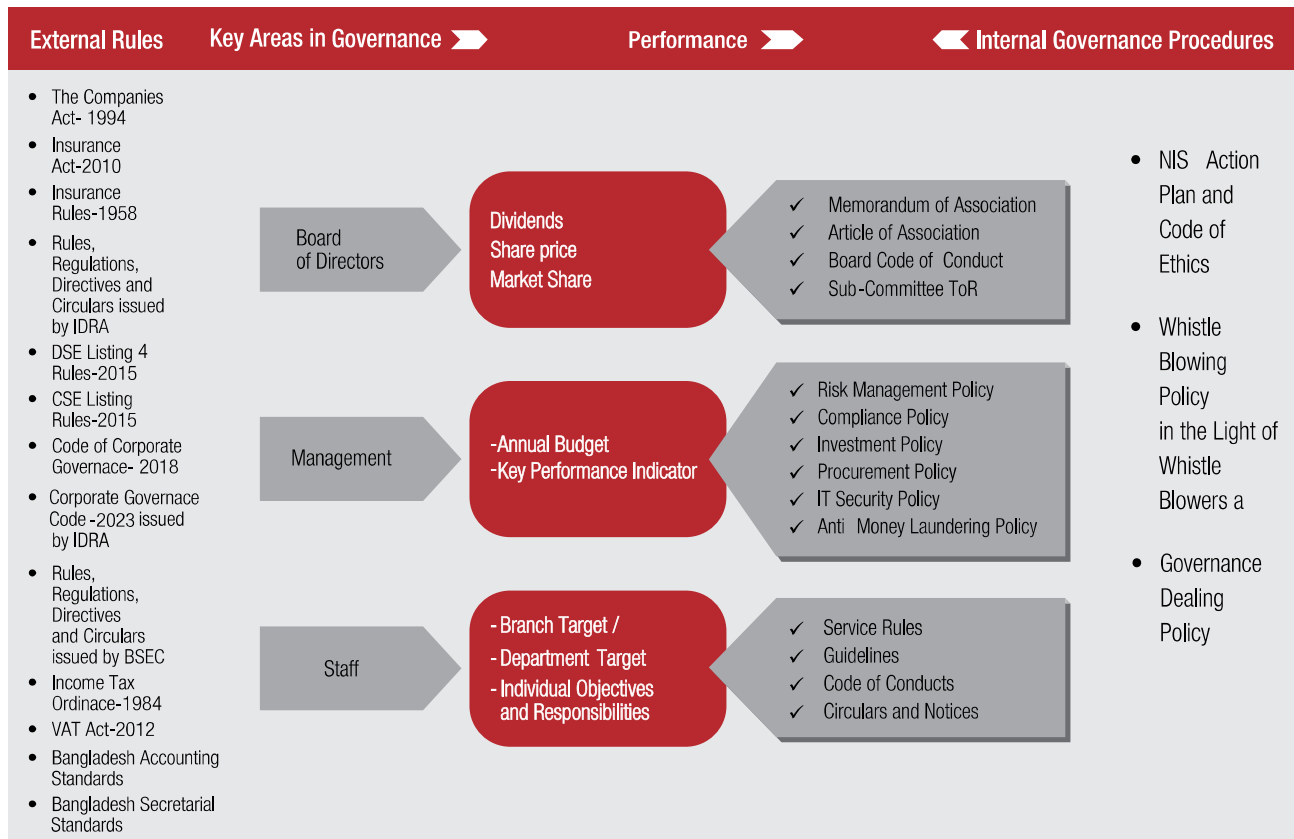 External Rules
Key Areas in Governance
Performance
Internal Governance Procedures
• The Companies
Act- 1994
• Insurance
Act-2010
• Insurance
Rules-1958
• Rules,
Regulations,
Directives and
Circulars issued
by IDRA
• DSE Listing 4
Rules-2015
• CSE Listing
Rules-2015
• Code of Corporate
Governace- 2018
• Corporate Governace
Code -2023 issued
by IDRA
• Rules,
Regulations,
Directives
and Circulars
issued by BSEC
• Income Tax
Ordinace-1984
• VAT Act-2012
• Bangladesh Accounting
Standards
• Bangladesh Secretarial
Standards
Board
of Directors
Dividends
Share price
Market Share
✓ Memorandum of Association
✓ Article of Association
✓ Board Code of Conduct
✓ Sub-Committee ToR
Management
-Annual Budget
-Key Performance Indicator
✓ Risk Management Policy
✓ Compliance Policy
✓ Investment Policy
✓ Procurement Policy
✓ IT Security Policy
✓ Anti Money Laundering Policy
Staff
- Branch Target /
- Department Target
- Individual Objectives
and Responsibilities
✓ Service Rules
✓ Guidelines
✓ Code of Conducts
✓ Circulars and Notices
• NIS Action
Plan and
Code of
Ethics
• Whistle
Blowing
Policy
in the Light of
Whistle
Blowers a
• Governance
Dealing
Policy